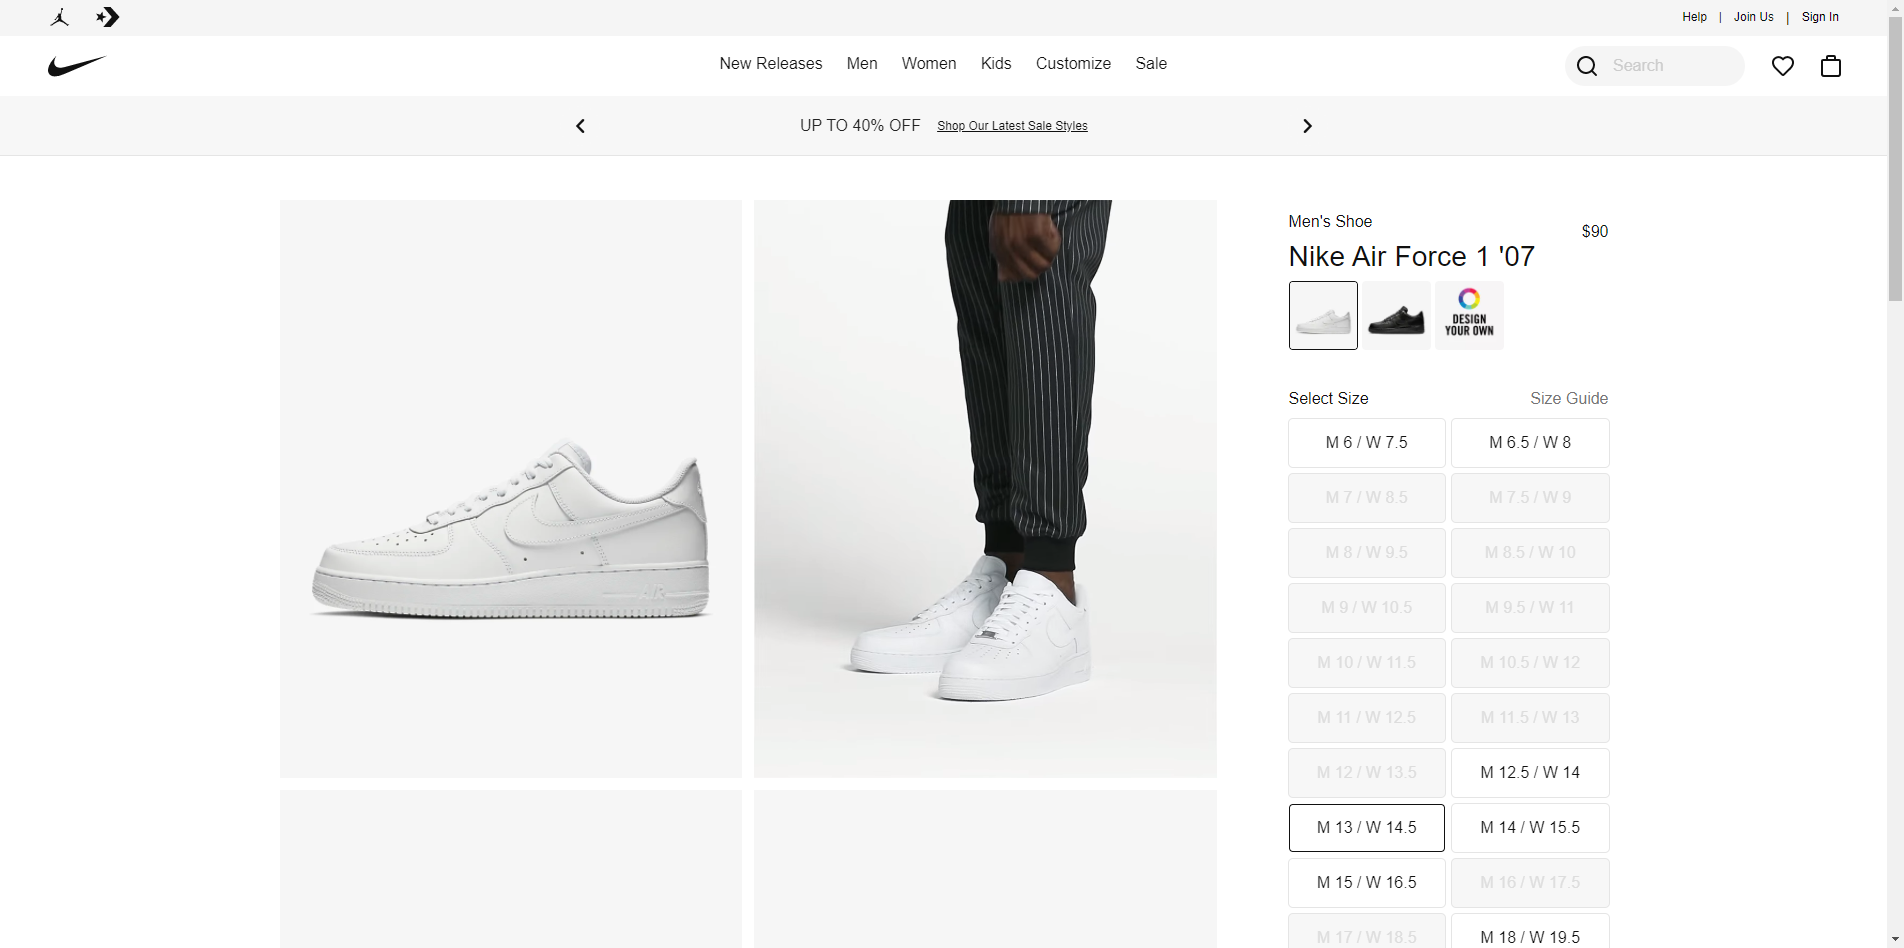 Help | Join Us | Sign In
New Releases Men Women Kids Customize Sale
Search
UP TO 40% OFF Shop Our Latest Sale Styles
Men's Shoe
$90
Nike Air Force 1 '07
DESIGN
YOUR OWN
Select Size Size Guide
M 6 / W 7.5 M 6.5 / W 8
M 7 / W 8.5 M 7.5 / W 9
M 8 / W 9.5 M 8.5 / W 10
M 9 / W 10.5 M 9.5 / W 11
M 10 / W 11.5 M 10.5 / W 12
M 11 / W 12.5 M 11.5 / W 13
M 12 / W 13.5 M 12.5 / W 14
M 13 / W 14.5 M 14 / W 15.5
M 15 / W 16.5 M 16 / W 17.5
M 17 / W 18.5 M 18 / W 19.5
AIR